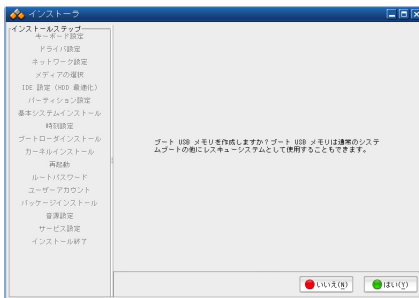 インストーラ
インストールステップ
キーボード設定
ドライバ設定
ネットワーク設定
メディアの選択
IDE 設定 (HDD 最適化)
パーティション設定
基本システムインストール
時刻設定
ブートローダインストール
カーネルインストール
再起動
ルートパスワード
ユーザーアカウント
パッケージインストール
音源設定
サービス設定
インストール終了
ブート USB メモリを作成しますか？ブート USB メモリは通常のシステ
ムブートの他にレスキューシステムとして使用することもできます。
いいえ(N)
はい(Y)